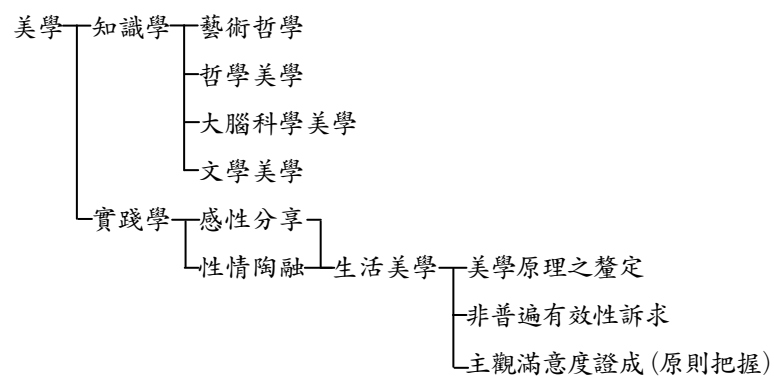 美學 知識學 藝術哲學
哲學美學
大腦科學美學
文學美學
實踐學 感性分享
性情陶融 生活美學 美學原理之釐定
非普遍有效性訴求
主觀滿意度證成(原則把握)